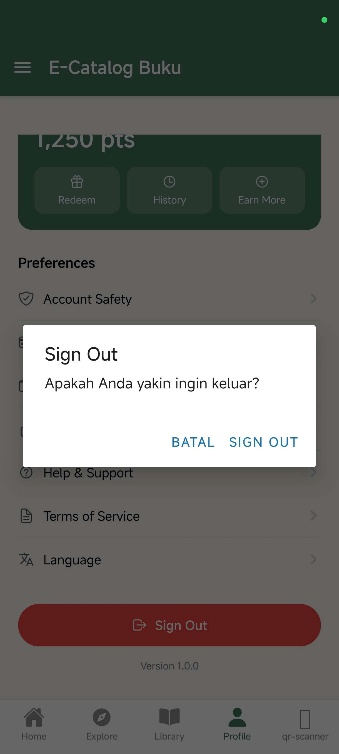 E-Catalog Buku
1,250 pts
Redeem
History
Earn More
Preferences
Account Safety
Sign Out
Apakah Anda yakin ingin keluar?
BATAL
SIGN OUT
Help & Support
Terms of Service
Language
Sign Out
Version 1.0.0
Home
Explore
Library
Profile
qr-scanner